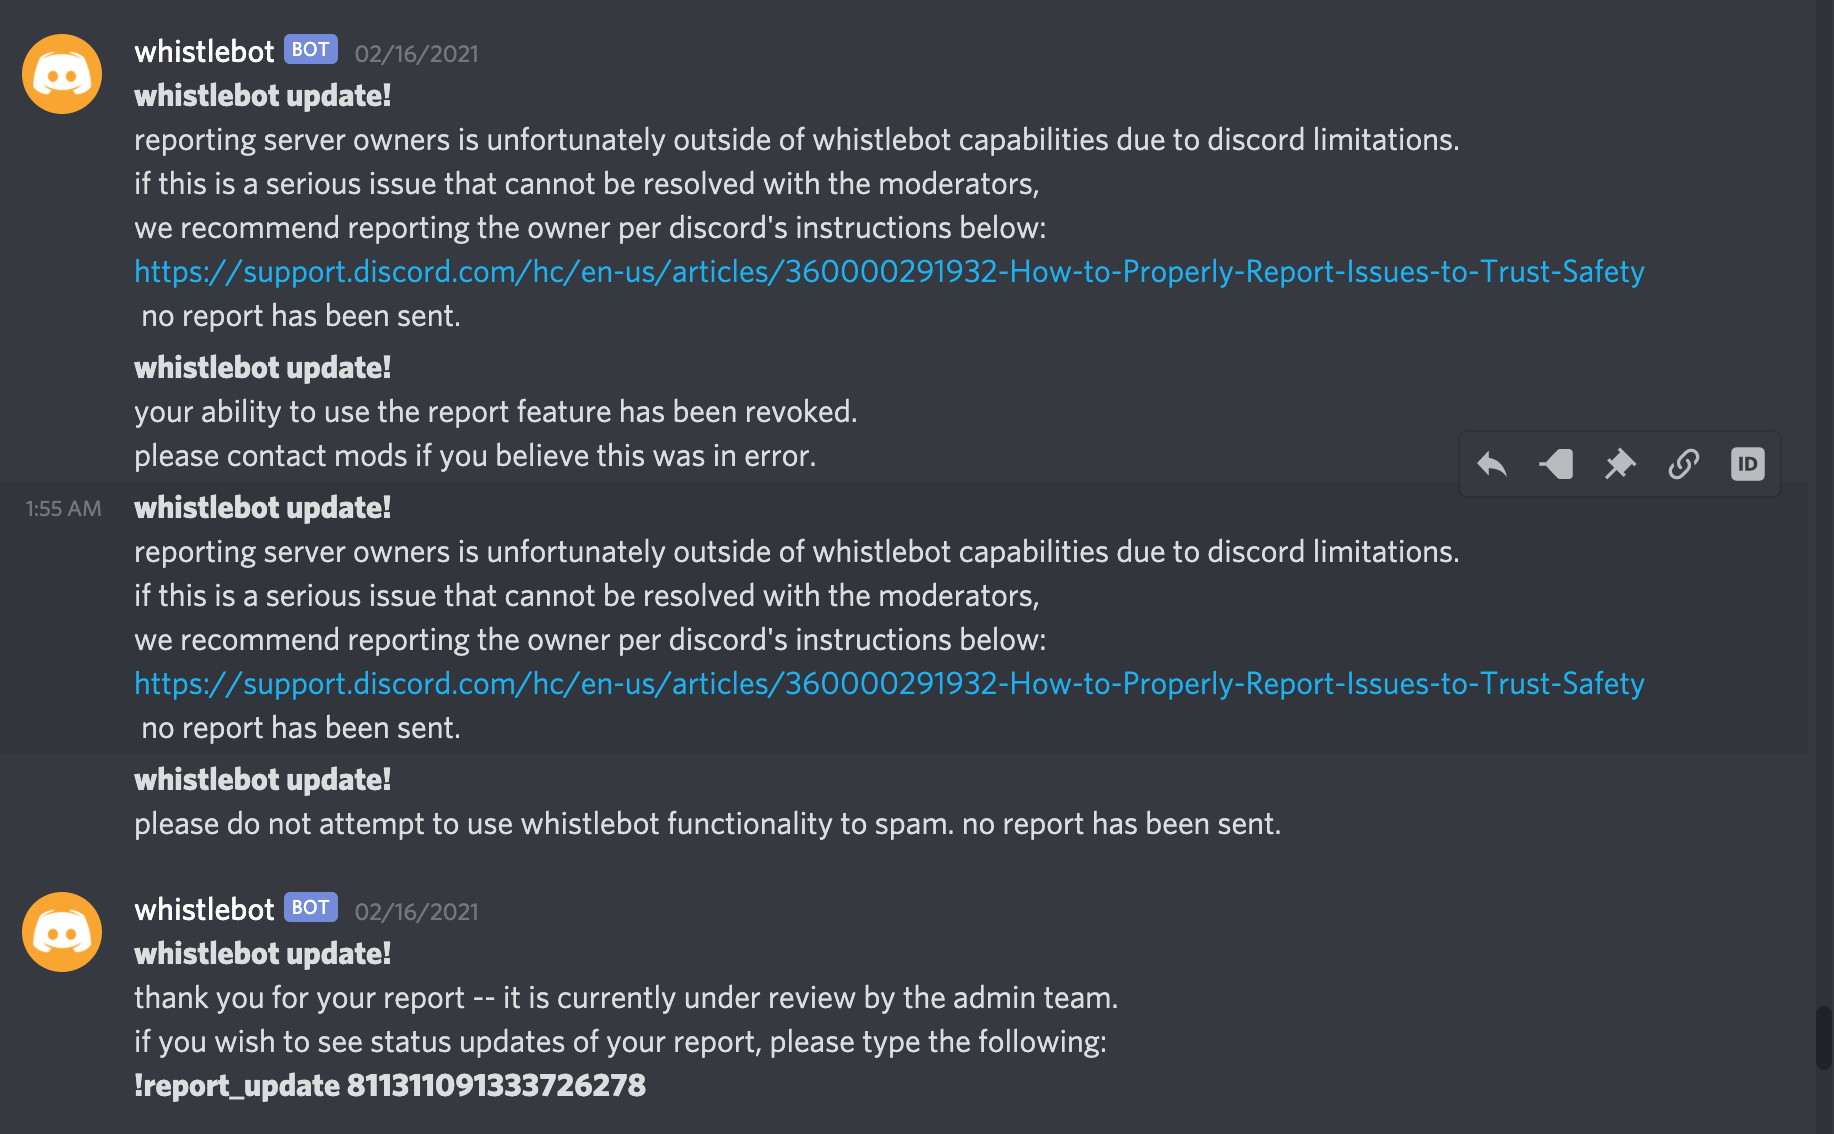 whistlebot BOT 02/16/2021
whistlebot update!
reporting server owners is unfortunately outside of whistlebot capabilities due to discord limitations.
if this is a serious issue that cannot be resolved with the moderators,
we recommend reporting the owner per discord's instructions below:
https://support.discord.com/hc/en-us/articles/360000291932-How-to-Properly-Report-Issues-to-Trust-Safety
no report has been sent.
whistlebot update!
your ability to use the report feature has been revoked.
please contact mods if you believe this was in error.
ID
1:55 AM whistlebot update!
reporting server owners is unfortunately outside of whistlebot capabilities due to discord limitations.
if this is a serious issue that cannot be resolved with the moderators,
we recommend reporting the owner per discord's instructions below:
https://support.discord.com/hc/en-us/articles/360000291932-How-to-Properly-Report-Issues-to-Trust-Safety
no report has been sent.
whistlebot update!
please do not attempt to use whistlebot functionality to spam. no report has been sent.
whistlebot BOT 02/16/2021
whistlebot update!
thank you for your report -- it is currently under review by the admin team.
if you wish to see status updates of your report, please type the following:
!report_update 811311091333726278